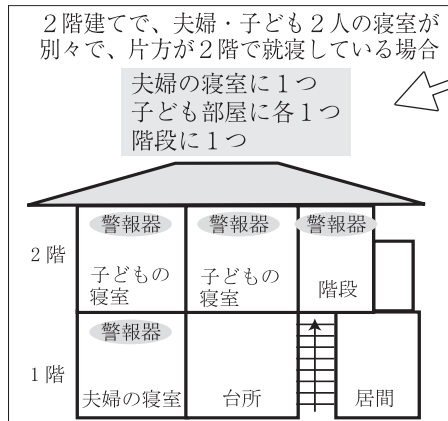 ２階建てで、夫婦・子ども２人の寝室が
別々で、片方が２階で就寝している場合
夫婦の寝室に１つ
子ども部屋に各１つ
階段に１つ
警報器 警報器 警報器
２階
子どもの
寝室
子どもの
寝室
階段
警報器
１階
夫婦の寝室
台所
居間